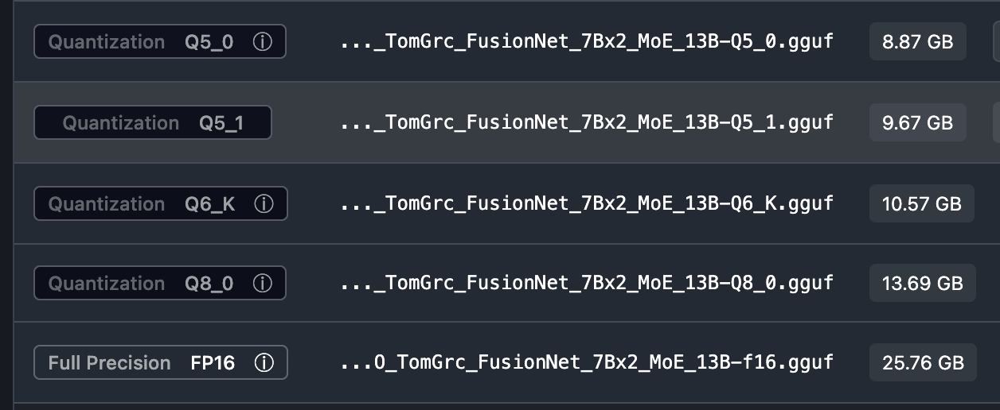 Quantization Q5_0 ⓘ ..._TomGrc_FusionNet_7Bx2_MoE_13B-Q5_0.gguf 8.87 GB
Quantization Q5_1 ..._TomGrc_FusionNet_7Bx2_MoE_13B-Q5_1.gguf 9.67 GB
Quantization Q6_K ⓘ ..._TomGrc_FusionNet_7Bx2_MoE_13B-Q6_K.gguf 10.57 GB
Quantization Q8_0 ⓘ ..._TomGrc_FusionNet_7Bx2_MoE_13B-Q8_0.gguf 13.69 GB
Full Precision FP16 ⓘ ...O_TomGrc_FusionNet_7Bx2_MoE_13B-f16.gguf 25.76 GB